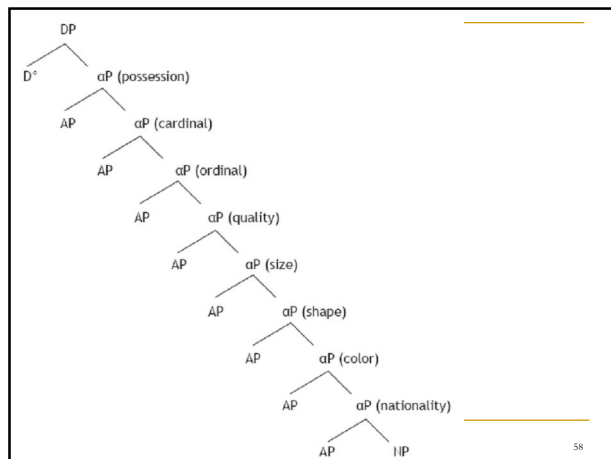 DP
D° αP (possession)
AP αP (cardinal)
AP αP (ordinal)
AP αP (quality)
AP αP (size)
AP αP (shape)
AP αP (color)
AP αP (nationality)
AP NP
58